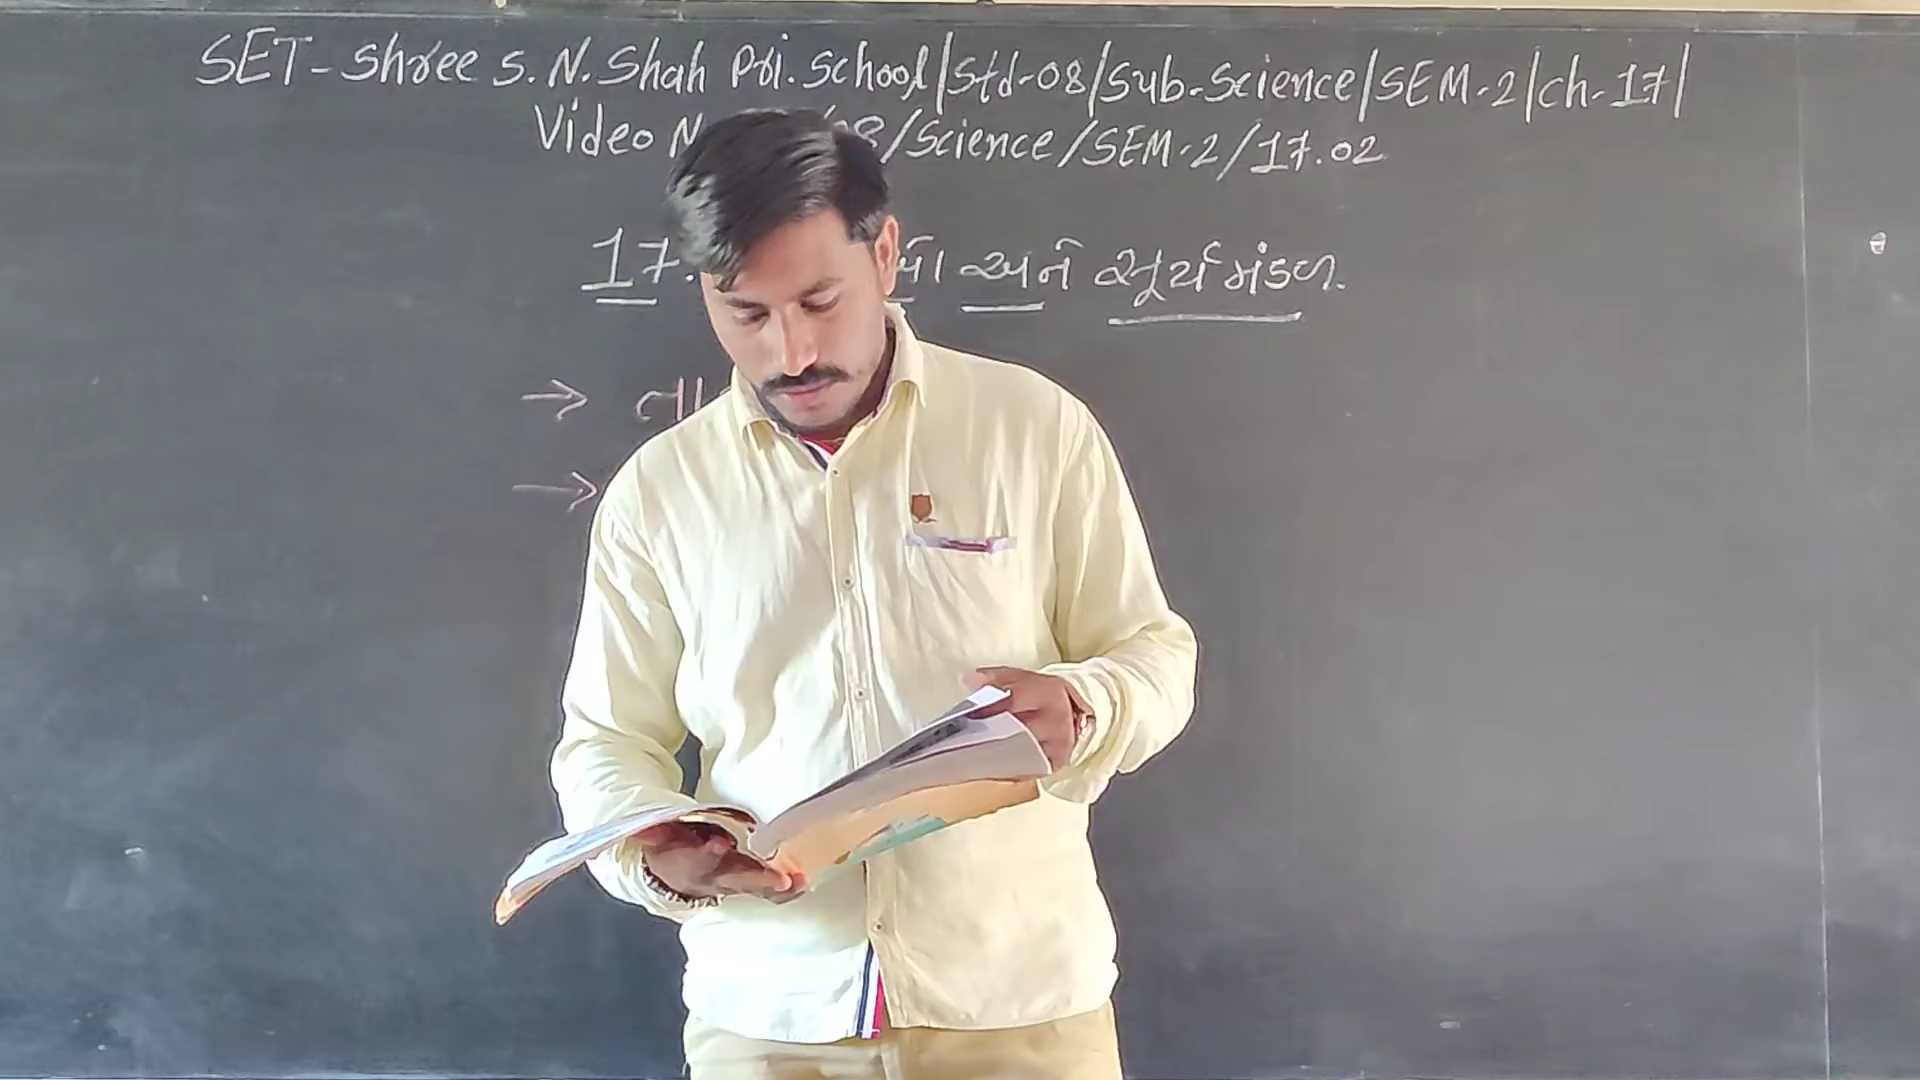 SET-Shree S.N.Shah Pri.School/Std-08/Sub-Science/SEM-2/ch-17/
Video /Science/SEM-2/17.02
17. અને સૂર્યમંડળ.